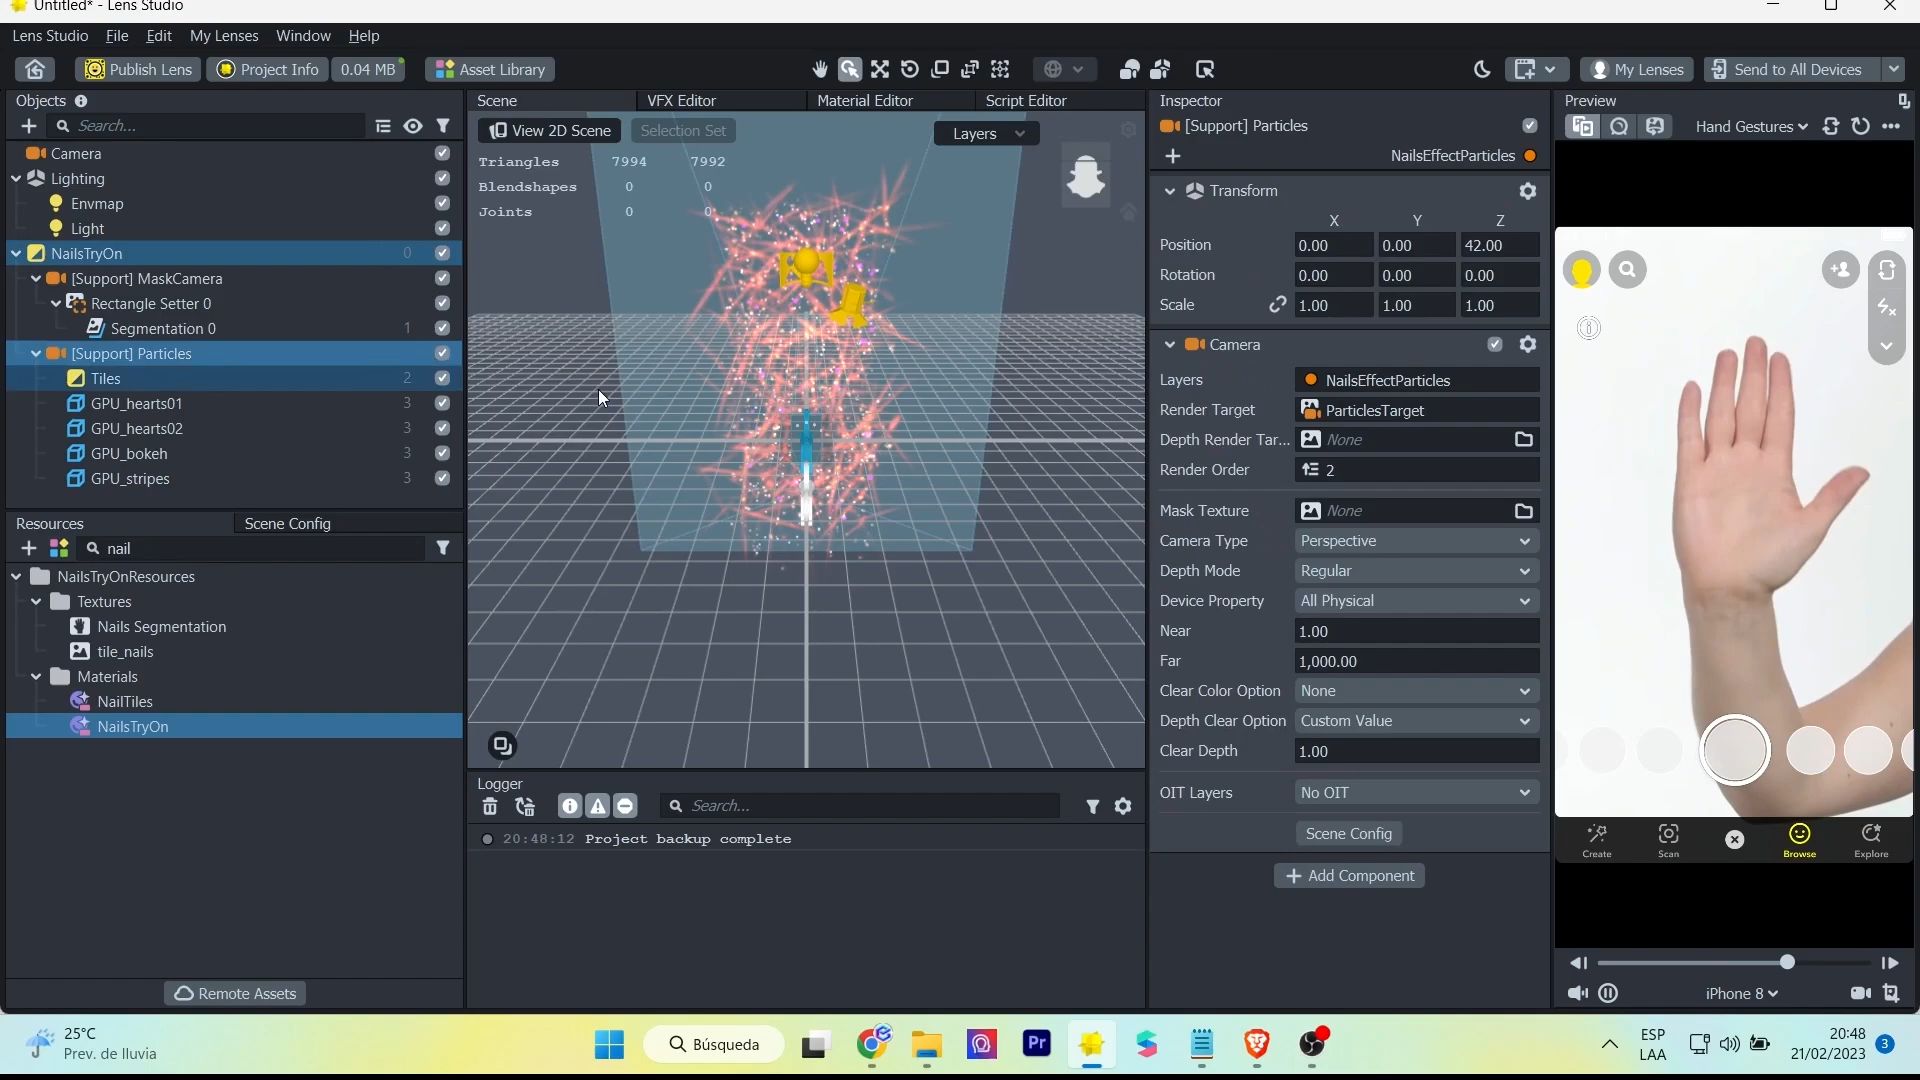 Untitled* - Lens Studio
Lens Studio File Edit My Lenses Window Help
Publish Lens Project Info 0.04 MB Asset Library My Lenses Send to All Devices
Objects
Search...
Camera
Lighting
Envmap
Light
NailsTryOn 0
[Support] MaskCamera
Rectangle Setter 0
Segmentation 0 1
[Support] Particles
Tiles 2
GPU_hearts01 3
GPU_hearts02 3
GPU_bokeh 3
GPU_stripes 3
Resources Scene Config
nail
NailsTryOnResources
Textures
Nails Segmentation
tile_nails
Materials
NailTiles
NailsTryOn
Remote Assets
Scene VFX Editor Material Editor Script Editor
View 2D Scene Selection Set Layers
Triangles 7994 7992
Blendshapes 0 0
Joints 0 0
Logger
Search...
20:48:12 Project backup complete
Inspector
[Support] Particles
NailsEffectParticles
Transform
X Y Z
Position 0.00 0.00 42.00
Rotation 0.00 0.00 0.00
Scale 1.00 1.00 1.00
Camera
Layers NailsEffectParticles
Render Target ParticlesTarget
Depth Render Tar... None
Render Order 2
Mask Texture None
Camera Type Perspective
Depth Mode Regular
Device Property All Physical
Near 1.00
Far 1,000.00
Clear Color Option None
Depth Clear Option Custom Value
Clear Depth 1.00
OIT Layers No OIT
Scene Config
+ Add Component
Preview
Hand Gestures
Create Scan Browse Explore
iPhone 8
25°C
Prev. de lluvia
Búsqueda
Pr
ESP
LAA
20:48
21/02/2023
3